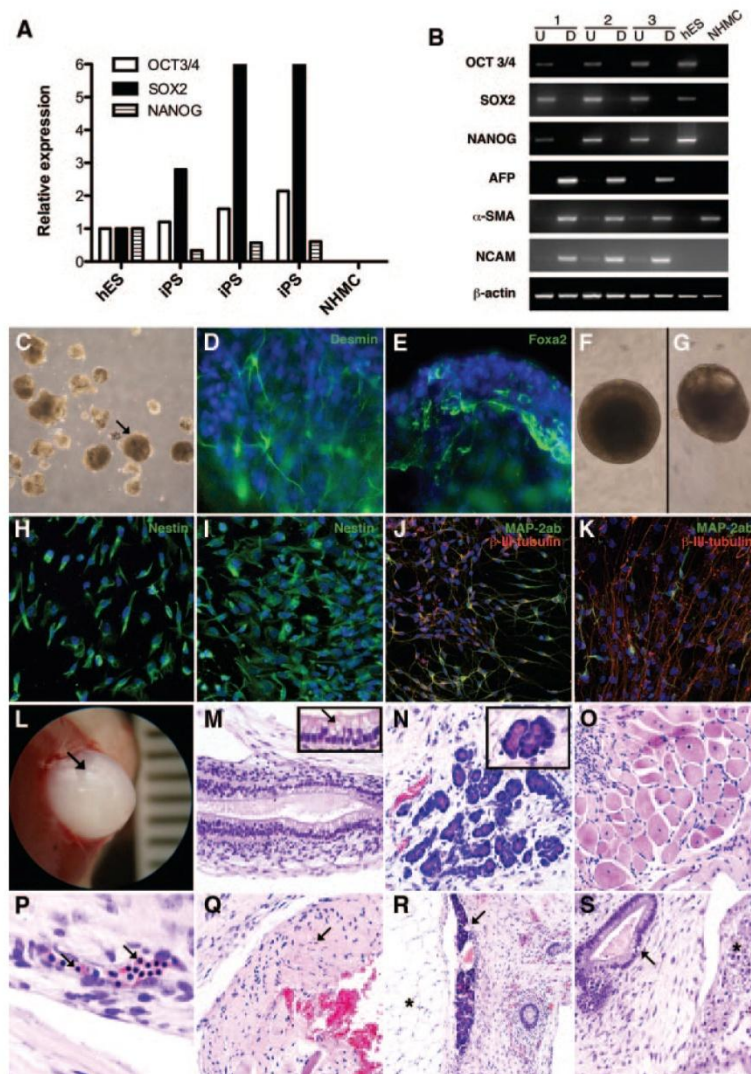 A
Relative expression
6
5
4
3
2
1
0
OCT3/4
SOX2
NANOG
hES
iPS
iPS
iPS
NHMC
B
1 2 3 hES NHMC
U D U D U D
OCT 3/4
SOX2
NANOG
AFP
α-SMA
NCAM
β-actin
C
D Desmin
E Foxa2
F
G
H Nestin
I Nestin
J MAP-2ab
β-III-tubulin
K MAP-2ab
β-III-tubulin
L
M
N
O
P
Q
R
*
S
*